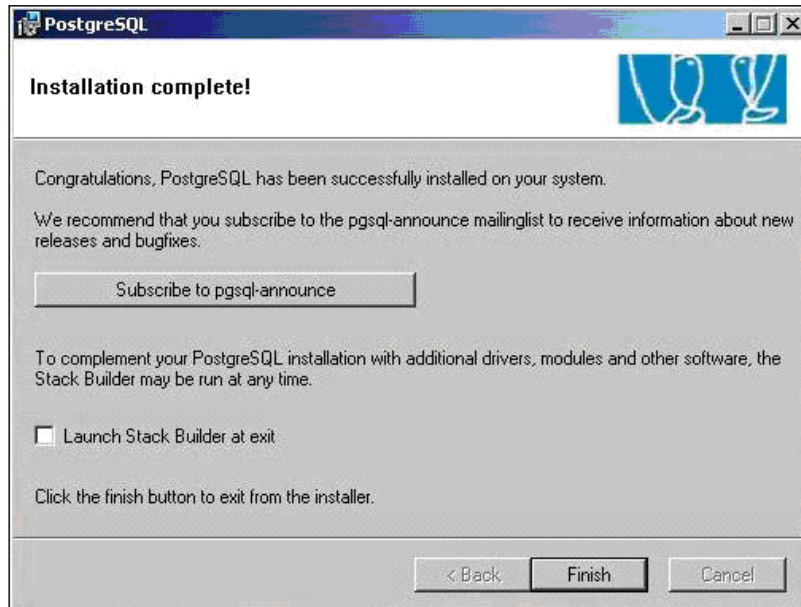 PostgreSQL
Installation complete!
Congratulations, PostgreSQL has been successfully installed on your system.
We recommend that you subscribe to the pgsql-announce mailinglist to receive information about new
releases and bugfixes.
Subscribe to pgsql-announce
To complement your PostgreSQL installation with additional drivers, modules and other software, the
Stack Builder may be run at any time.
Launch Stack Builder at exit
Click the finish button to exit from the installer.
< Back
Finish
Cancel